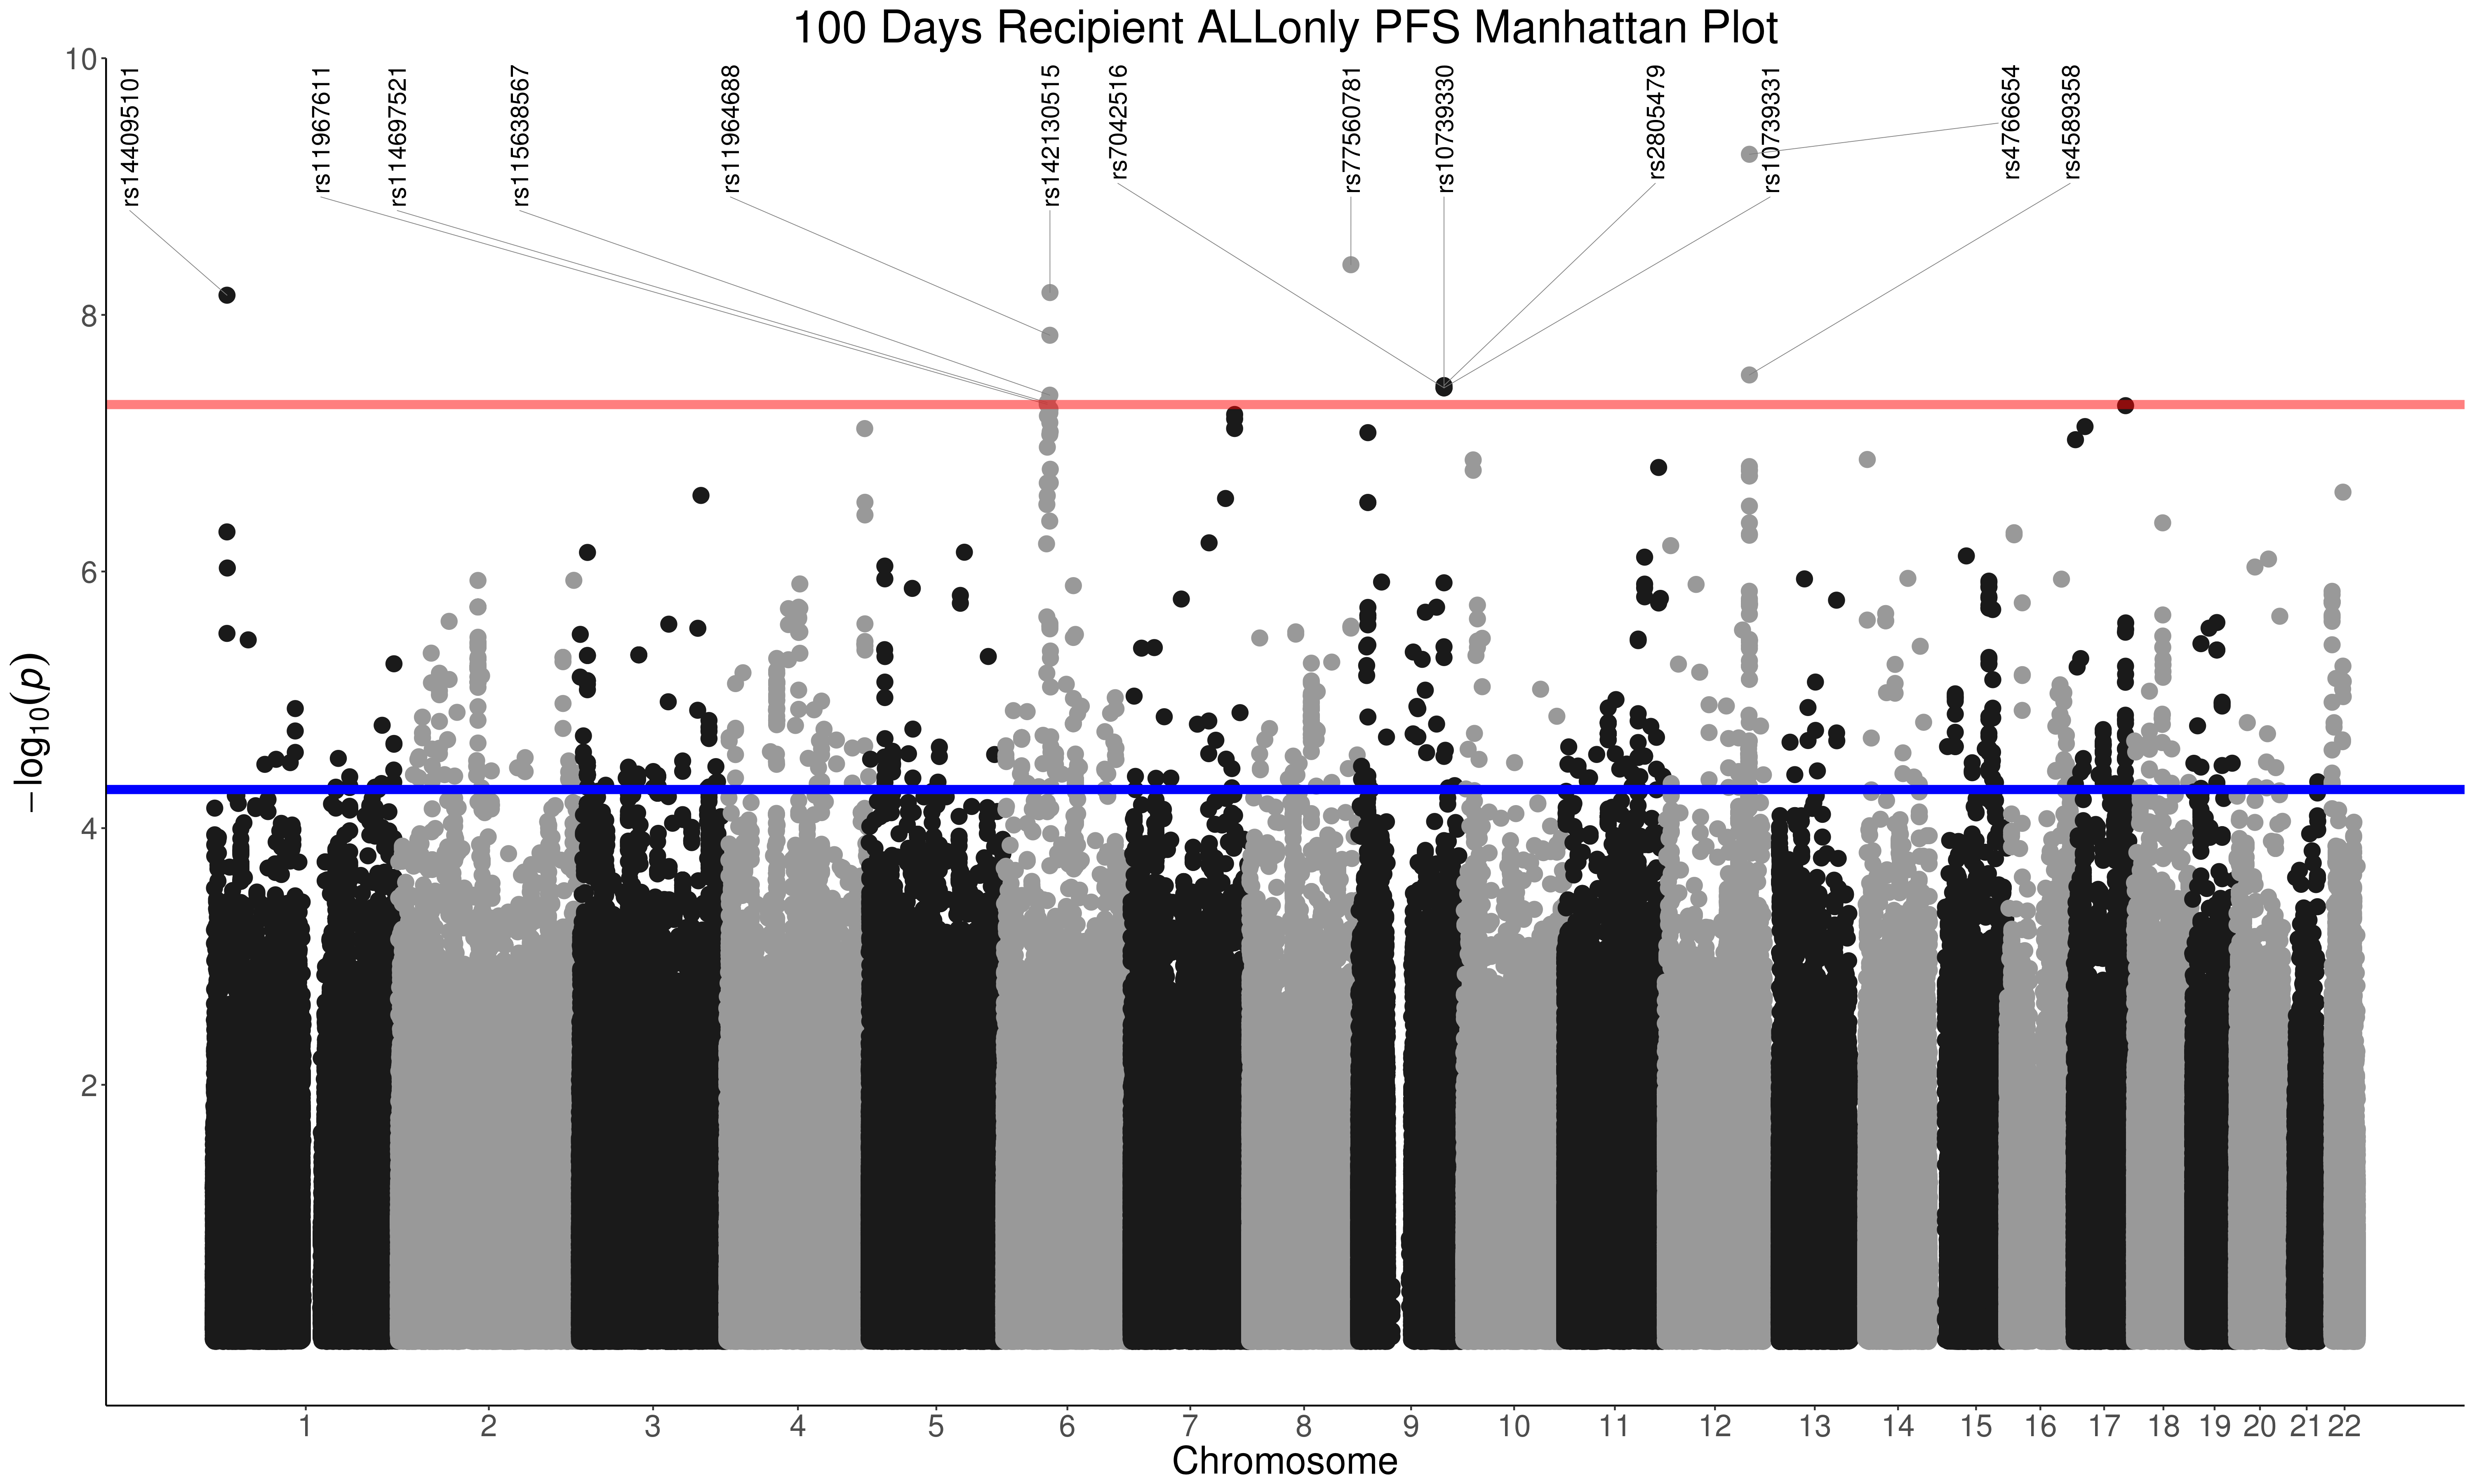 100 Days Recipient ALLonly PFS Manhattan Plot
rs144095101
rs11967611
rs114697521
rs115638567
rs11964688
rs142130515
rs7042516
rs77560781
rs10739330
rs2805479
rs10739331
rs4766654
rs4589358
10
8
6
4
2
−log10(p)
1 2 3 4 5 6 7 8 9 10 11 12 13 14 15 16 17 18 19 20 21 22
Chromosome